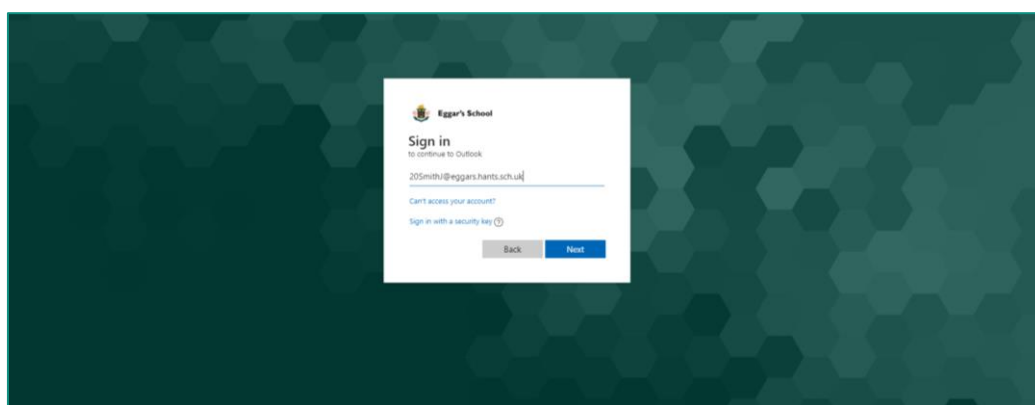 Eggar's School
Sign in
to continue to Outlook
20SmithJ@eggars.hants.sch.uk
Can't access your account?
Sign in with a security key ?
Back Next